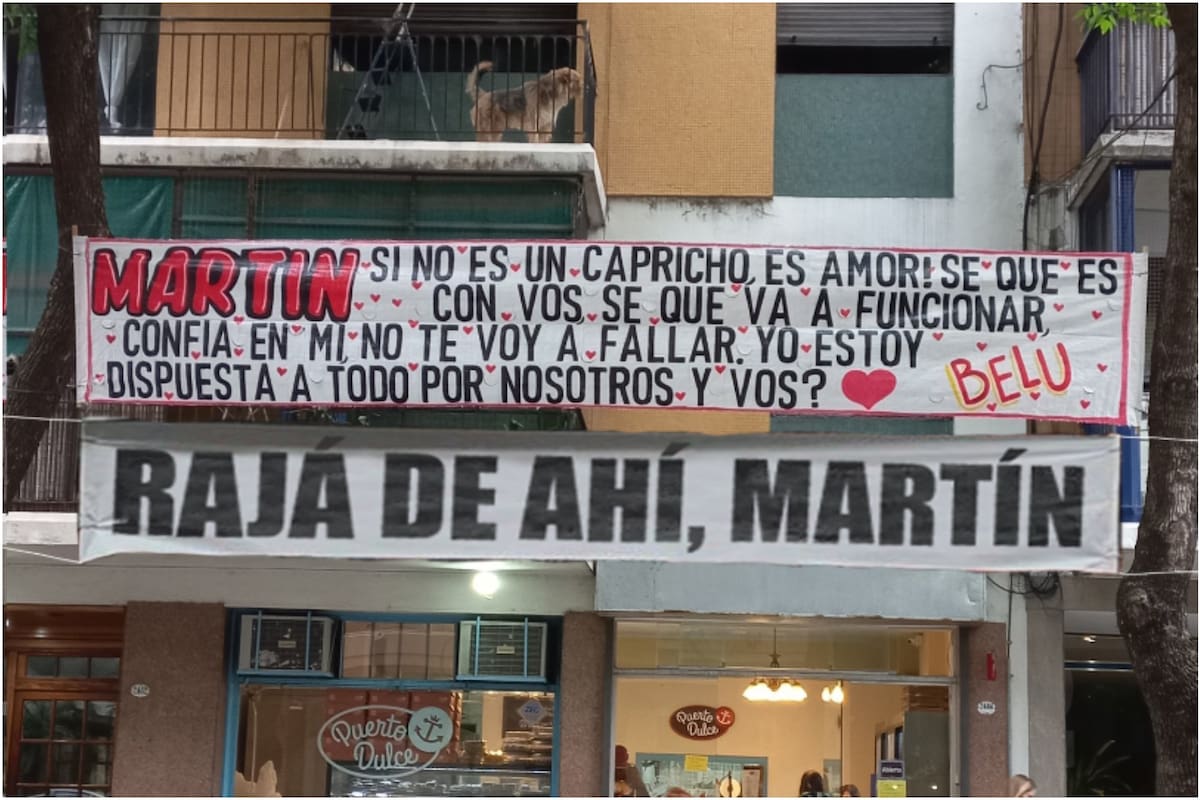 MARTIN SI NO ES UN CAPRICHO, ES AMOR! SE QUE ES
CON VOS, SE QUE VA A FUNCIONAR,
CONFIA EN MI, NO TE VOY A FALLAR. YO ESTOY
DISPUESTA A TODO POR NOSOTROS Y VOS?
BELU
RAJÁ DE AHÍ, MARTÍN
Puerto
Dulce
Puerto
Dulce
Abierto